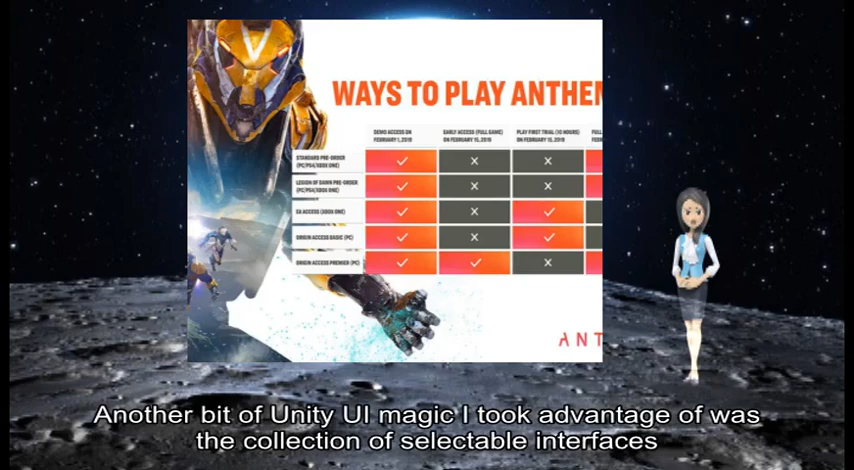 WAYS TO PLAY ANTHEM
DEMO ACCESS ON
FEBRUARY 1, 2019
EARLY ACCESS (FULL GAME)
ON FEBRUARY 15, 2019
PLAY FIRST TRIAL (10 HOURS)
ON FEBRUARY 15, 2019
STANDARD PRE-ORDER
(PC/PS4/XBOX ONE)
LEGION OF DAWN PRE-ORDER
(PC/PS4/XBOX ONE)
EA ACCESS (XBOX ONE)
ORIGIN ACCESS BASIC (PC)
ORIGIN ACCESS PREMIER (PC)
ANT
Another bit of Unity UI magic I took advantage of was
the collection of selectable interfaces